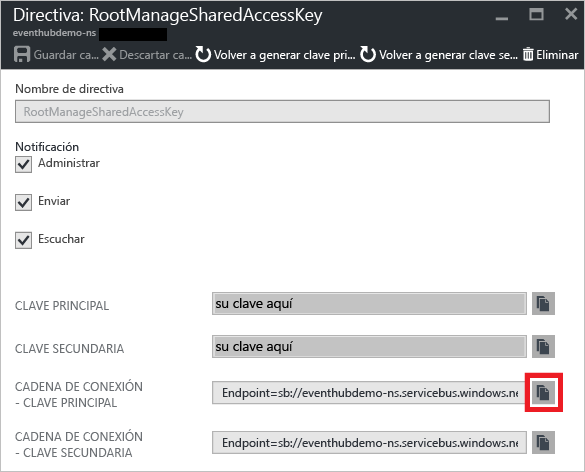 Directiva: RootManageSharedAccessKey
eventhubdemo-ns
Guardar ca... Descartar ca... Volver a generar clave pri... Volver a generar clave se... Eliminar
Nombre de directiva
RootManageSharedAccessKey
Notificación
Administrar
Enviar
Escuchar
CLAVE PRINCIPAL su clave aquí
CLAVE SECUNDARIA su clave aquí
CADENA DE CONEXIÓN
- CLAVE PRINCIPAL
Endpoint=sb://eventhubdemo-ns.servicebus.windows.ne
CADENA DE CONEXIÓN
- CLAVE SECUNDARIA
Endpoint=sb://eventhubdemo-ns.servicebus.windows.ne